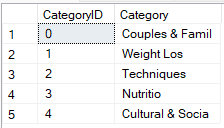 CategoryID Category
1 0 Couples & Famil
2 1 Weight Los
3 2 Techniques
4 3 Nutritio
5 4 Cultural & Socia